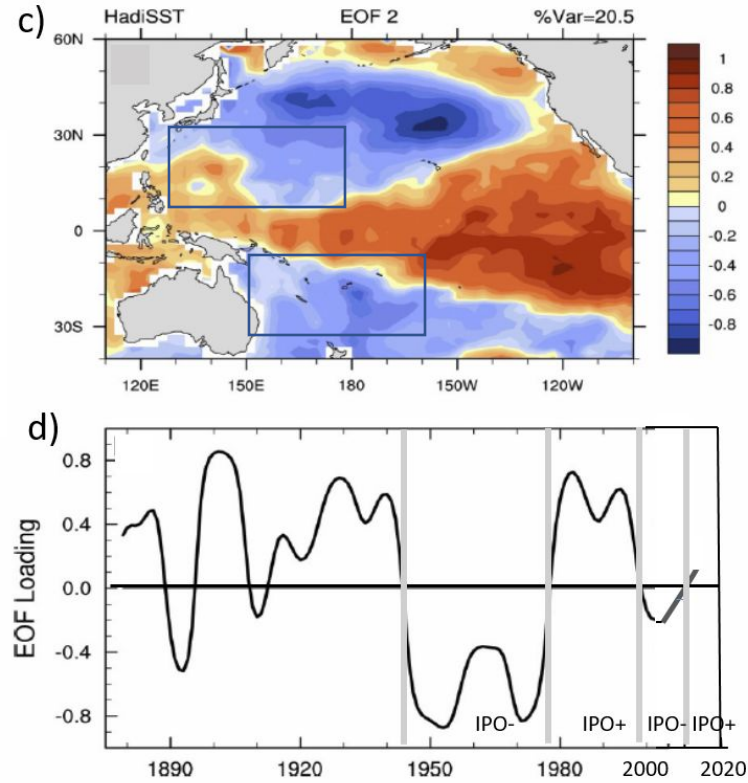 c) HadiSST EOF 2 %Var=20.5
60N
30N
0
30S
120E 150E 180 150W 120W
1
0.8
0.6
0.4
0.2
0
-0.2
-0.4
-0.6
-0.8
d)
EOF Loading
0.8
0.4
0.0
-0.4
-0.8
IPO- IPO+ IPO- IPO+
1890 1920 1950 1980 2000 2020